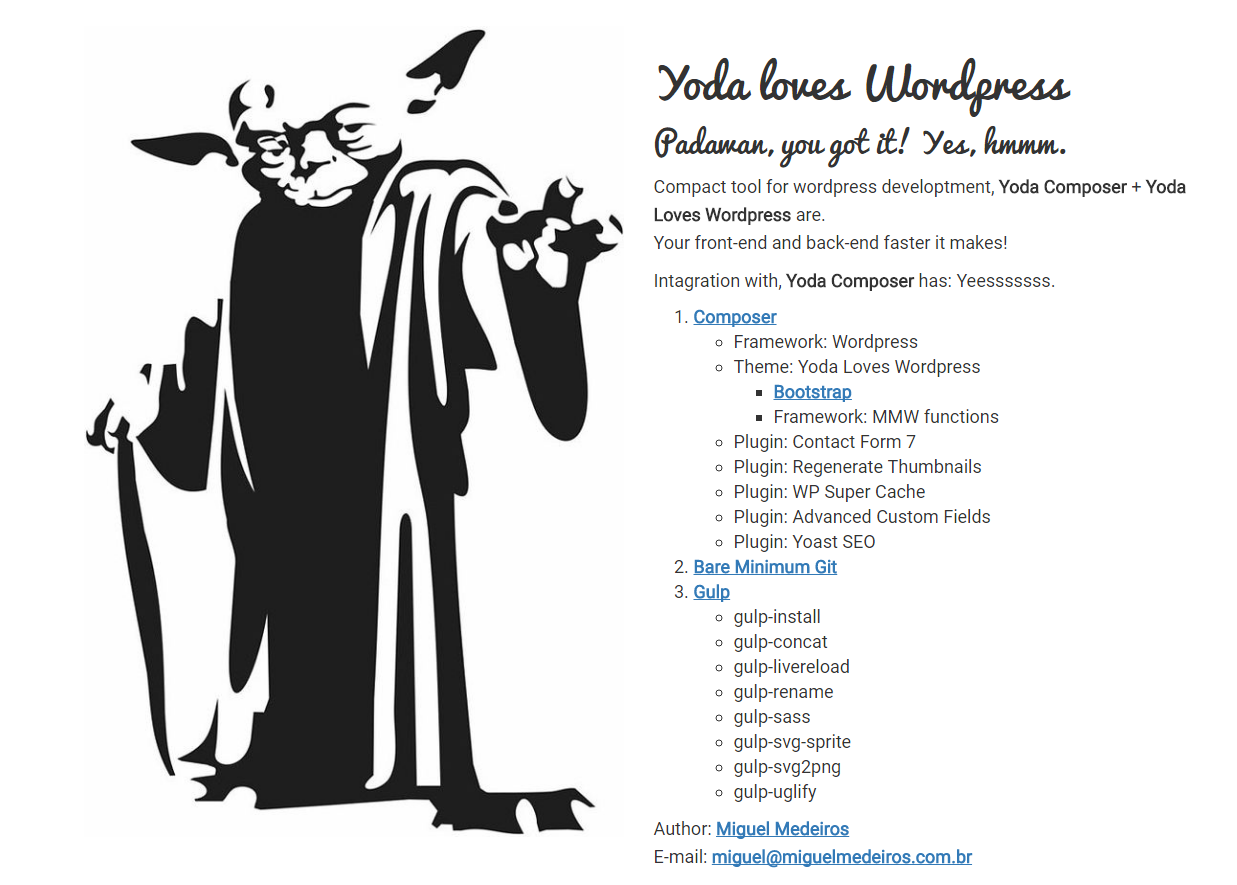 Yoda loves Wordpress
Padawan, you got it! Yes, hmmm.
Compact tool for wordpress developtment, Yoda Composer + Yoda
Loves Wordpress are.
Your front-end and back-end faster it makes!
Intagration with, Yoda Composer has: Yeesssssss.
1. Composer
Framework: Wordpress
Theme: Yoda Loves Wordpress
Bootstrap
Framework: MMW functions
Plugin: Contact Form 7
Plugin: Regenerate Thumbnails
Plugin: WP Super Cache
Plugin: Advanced Custom Fields
Plugin: Yoast SEO
2. Bare Minimum Git
3. Gulp
gulp-install
gulp-concat
gulp-livereload
gulp-rename
gulp-sass
gulp-svg-sprite
gulp-svg2png
gulp-uglify
Author: Miguel Medeiros
E-mail: miguel@miguelmedeiros.com.br